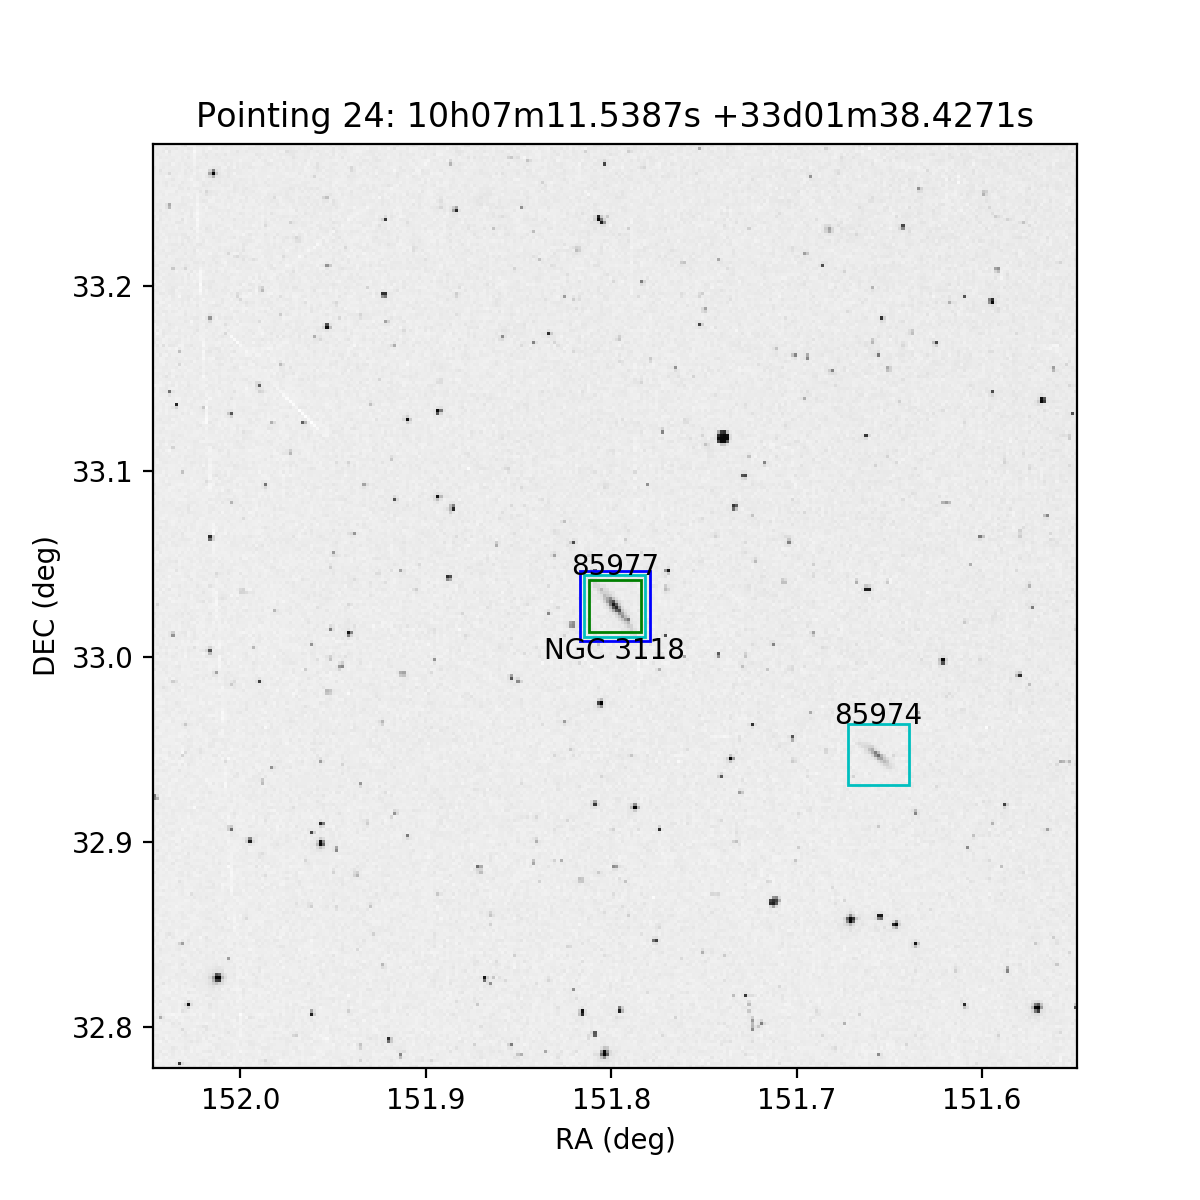 Pointing 24: 10h07m11.5387s +33d01m38.4271s
33.2
33.1
33.0
32.9
32.8
DEC (deg)
85977
NGC 3118
85974
152.0 151.9 151.8 151.7 151.6
RA (deg)